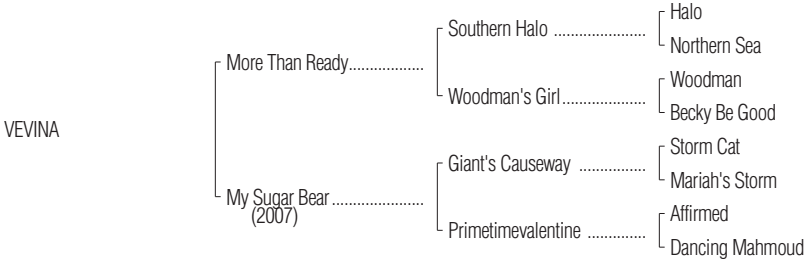 Halo
Southern Halo ......................
Northern Sea
More Than Ready..................
Woodman
Woodman's Girl....................
Becky Be Good
VEVINA
Storm Cat
Giant's Causeway ................
Mariah's Storm
My Sugar Bear......................
(2007)
Affirmed
Primetimevalentine ..............
Dancing Mahmoud